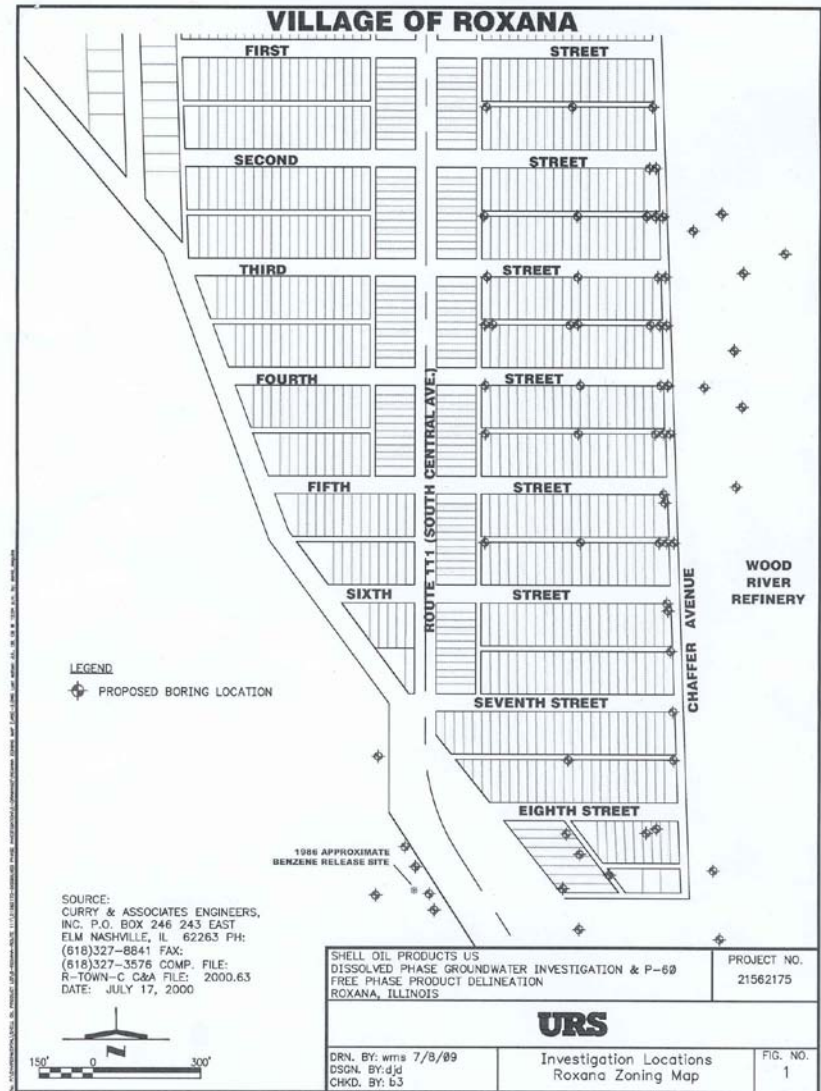 VILLAGE OF ROXANA
FIRST STREET
SECOND STREET
THIRD STREET
FOURTH STREET
FIFTH STREET
SIXTH STREET
SEVENTH STREET
EIGHTH STREET
ROUTE 111 (SOUTH CENTRAL AVE.)
CHAFFER AVENUE
WOOD
RIVER
REFINERY
LEGEND
PROPOSED BORING LOCATION
1986 APPROXIMATE
BENZENE RELEASE SITE
SOURCE:
CURRY & ASSOCIATES ENGINEERS,
INC. P.O. BOX 246 243 EAST
ELM NASHVILLE, IL 62263 PH:
(618)327-8841 FAX:
(618)327-3576 COMP. FILE:
R-TOWN-C C&A FILE: 2000.63
DATE: JULY 17, 2000
N
150' 0 300'
SHELL OIL PRODUCTS US
DISSOLVED PHASE GROUNDWATER INVESTIGATION & P-60
FREE PHASE PRODUCT DELINEATION
ROXANA, ILLINOIS
PROJECT NO.
21562175
URS
DRN. BY: wms 7/8/09
DSGN. BY: djd
CHKD. BY: b3
Investigation Locations
Roxana Zoning Map
FIG. NO.
1